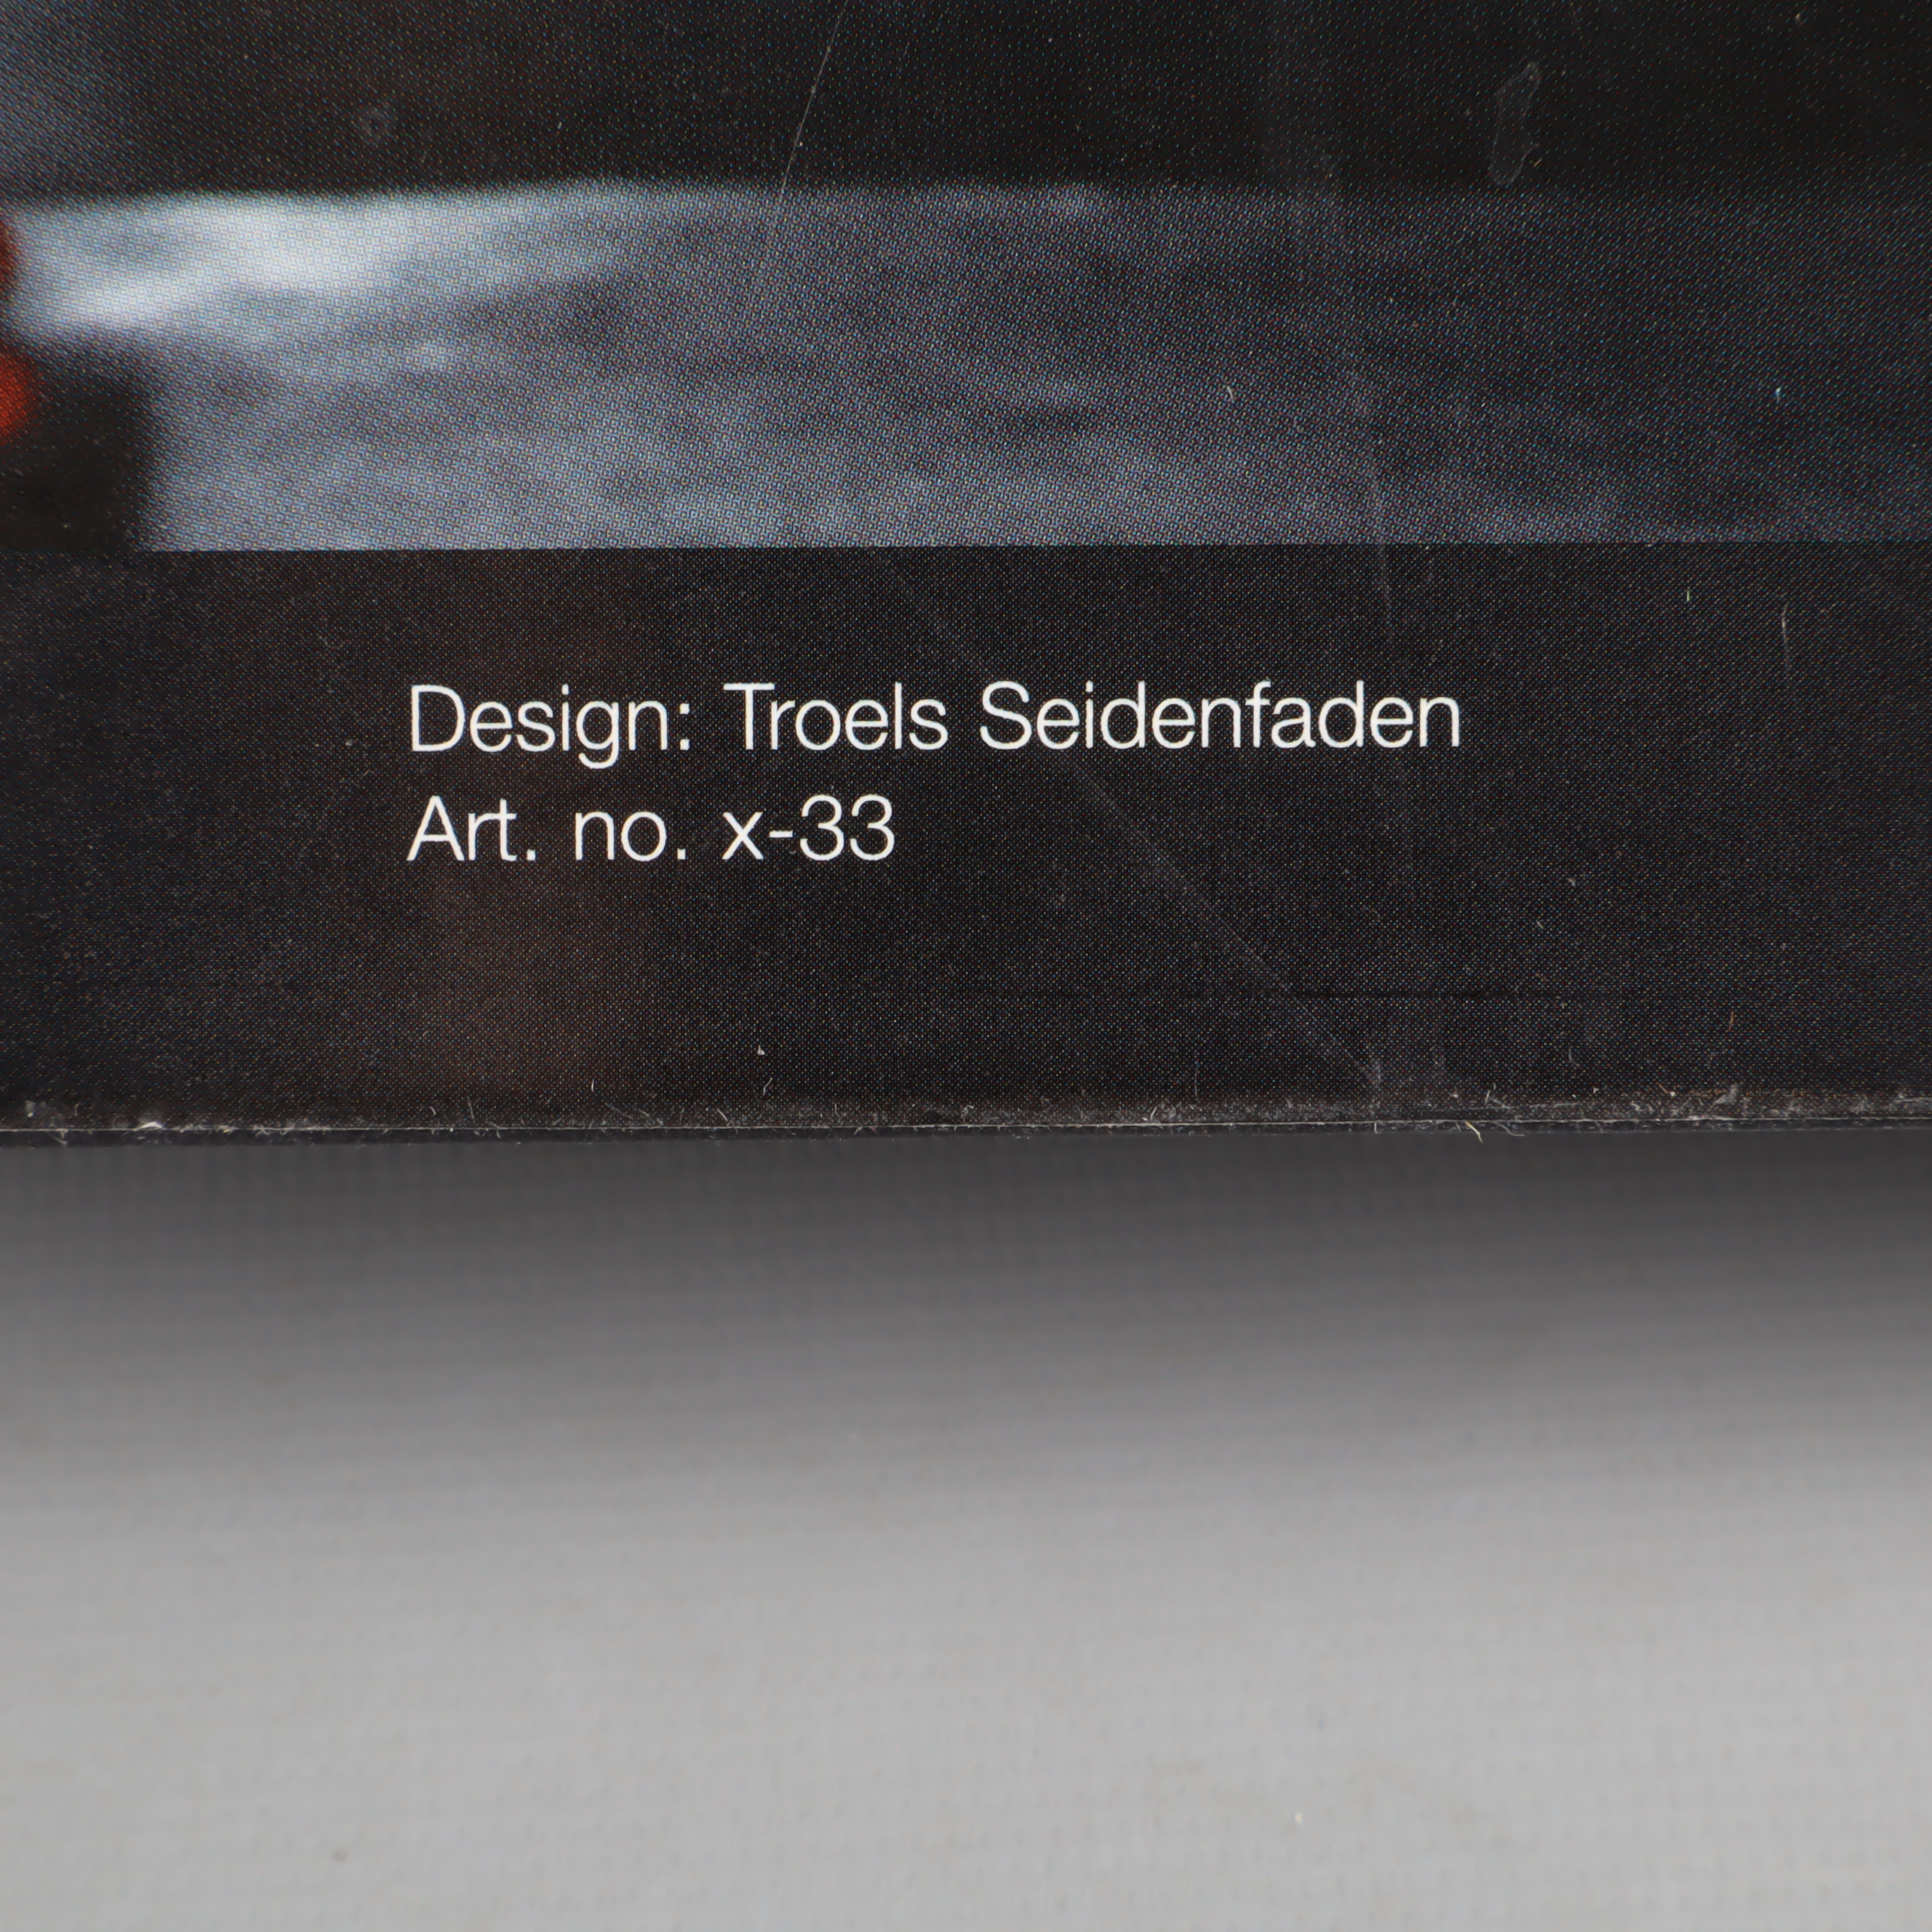 Design: Troels Seidenfaden
Art. no. x-33